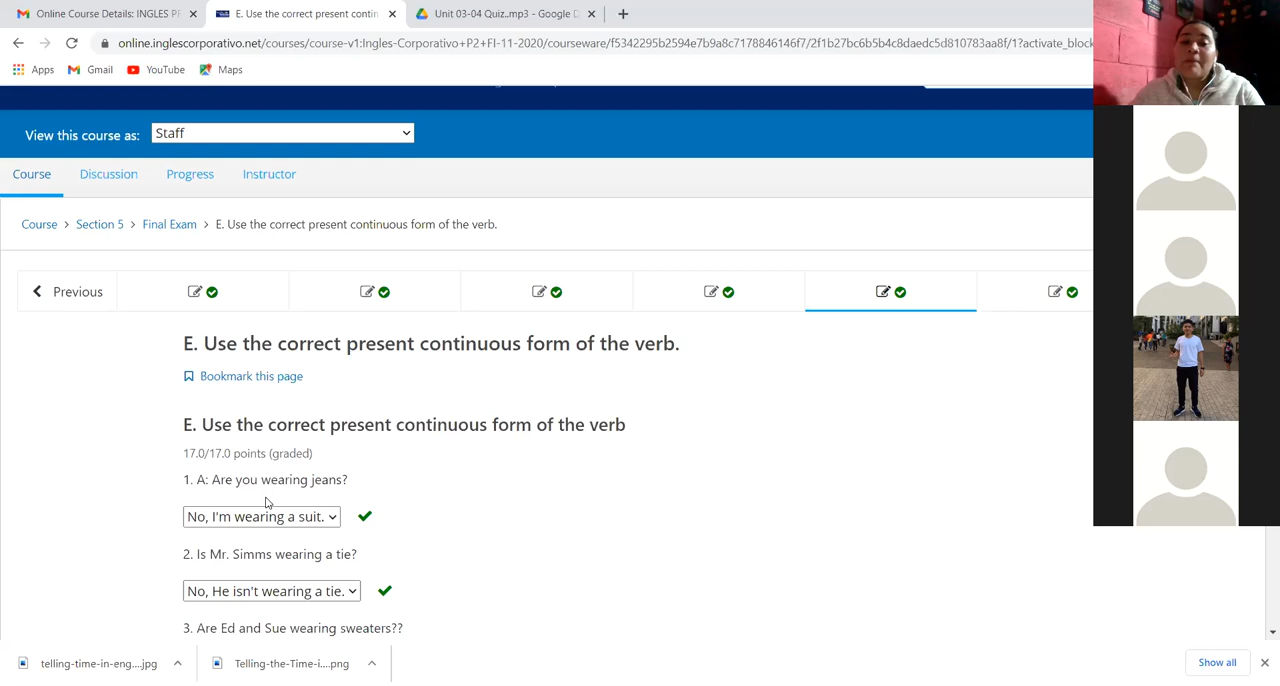 Online Course Details: INGLES PF
E. Use the correct present contin
Unit 03-04 Quiz..mp3 - Google D
online.inglescorporativo.net/courses/course-v1:Ingles-Corporativo+P2+FI-11-2020/courseware/f5342295b2594e7b9a8c7178846146f7/2f1b27bc6b5b4c8daedc5d810783aa8f/1?activate_block
Apps Gmail YouTube Maps
View this course as: Staff
Course Discussion Progress Instructor
Course > Section 5 > Final Exam > E. Use the correct present continuous form of the verb.
Previous
E. Use the correct present continuous form of the verb.
Bookmark this page
E. Use the correct present continuous form of the verb
17.0/17.0 points (graded)
1. A: Are you wearing jeans?
No, I'm wearing a suit.
2. Is Mr. Simms wearing a tie?
No, He isn't wearing a tie.
3. Are Ed and Sue wearing sweaters??
telling-time-in-eng....jpg Telling-the-Time-i....png Show all